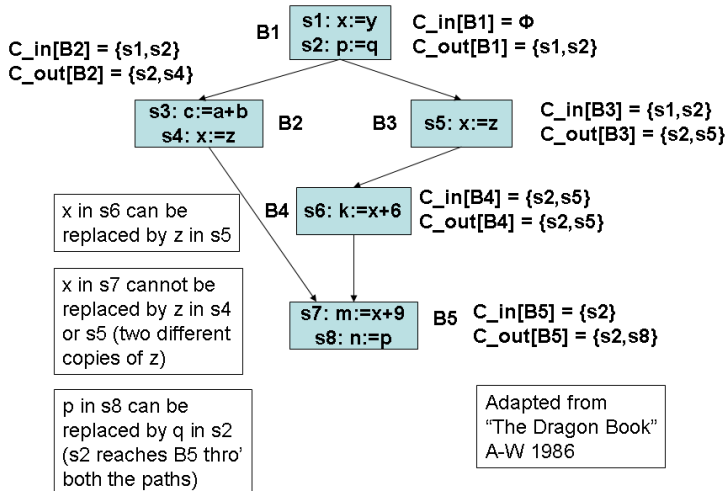 B1
s1: x:=y
s2: p:=q
C_in[B1] = Φ
C_out[B1] = {s1,s2}
C_in[B2] = {s1,s2}
C_out[B2] = {s2,s4}
s3: c:=a+b
s4: x:=z
B2
B3
s5: x:=z
C_in[B3] = {s1,s2}
C_out[B3] = {s2,s5}
x in s6 can be
replaced by z in s5
B4
s6: k:=x+6
C_in[B4] = {s2,s5}
C_out[B4] = {s2,s5}
x in s7 cannot be
replaced by z in s4
or s5 (two different
copies of z)
s7: m:=x+9
s8: n:=p
B5
C_in[B5] = {s2}
C_out[B5] = {s2,s8}
p in s8 can be
replaced by q in s2
(s2 reaches B5 thro'
both the paths)
Adapted from
"The Dragon Book"
A-W 1986